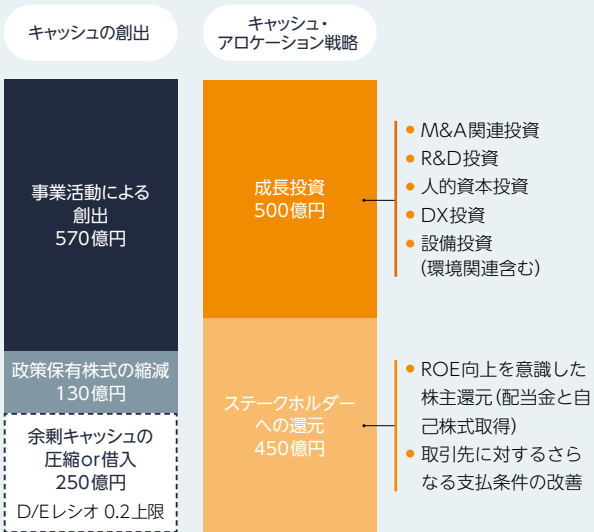 キャッシュの創出
キャッシュ・
アロケーション戦略
事業活動による
創出
570億円
政策保有株式の縮減
130億円
余剰キャッシュの
圧縮or借入
250億円
D/Eレシオ 0.2上限
成長投資
500億円
ステークホルダー
への還元
450億円
● M&A関連投資
● R&D投資
● 人的資本投資
● DX投資
● 設備投資
(環境関連含む)
● ROE向上を意識した
株主還元(配当金と自
己株式取得)
● 取引先に対するさら
なる支払条件の改善